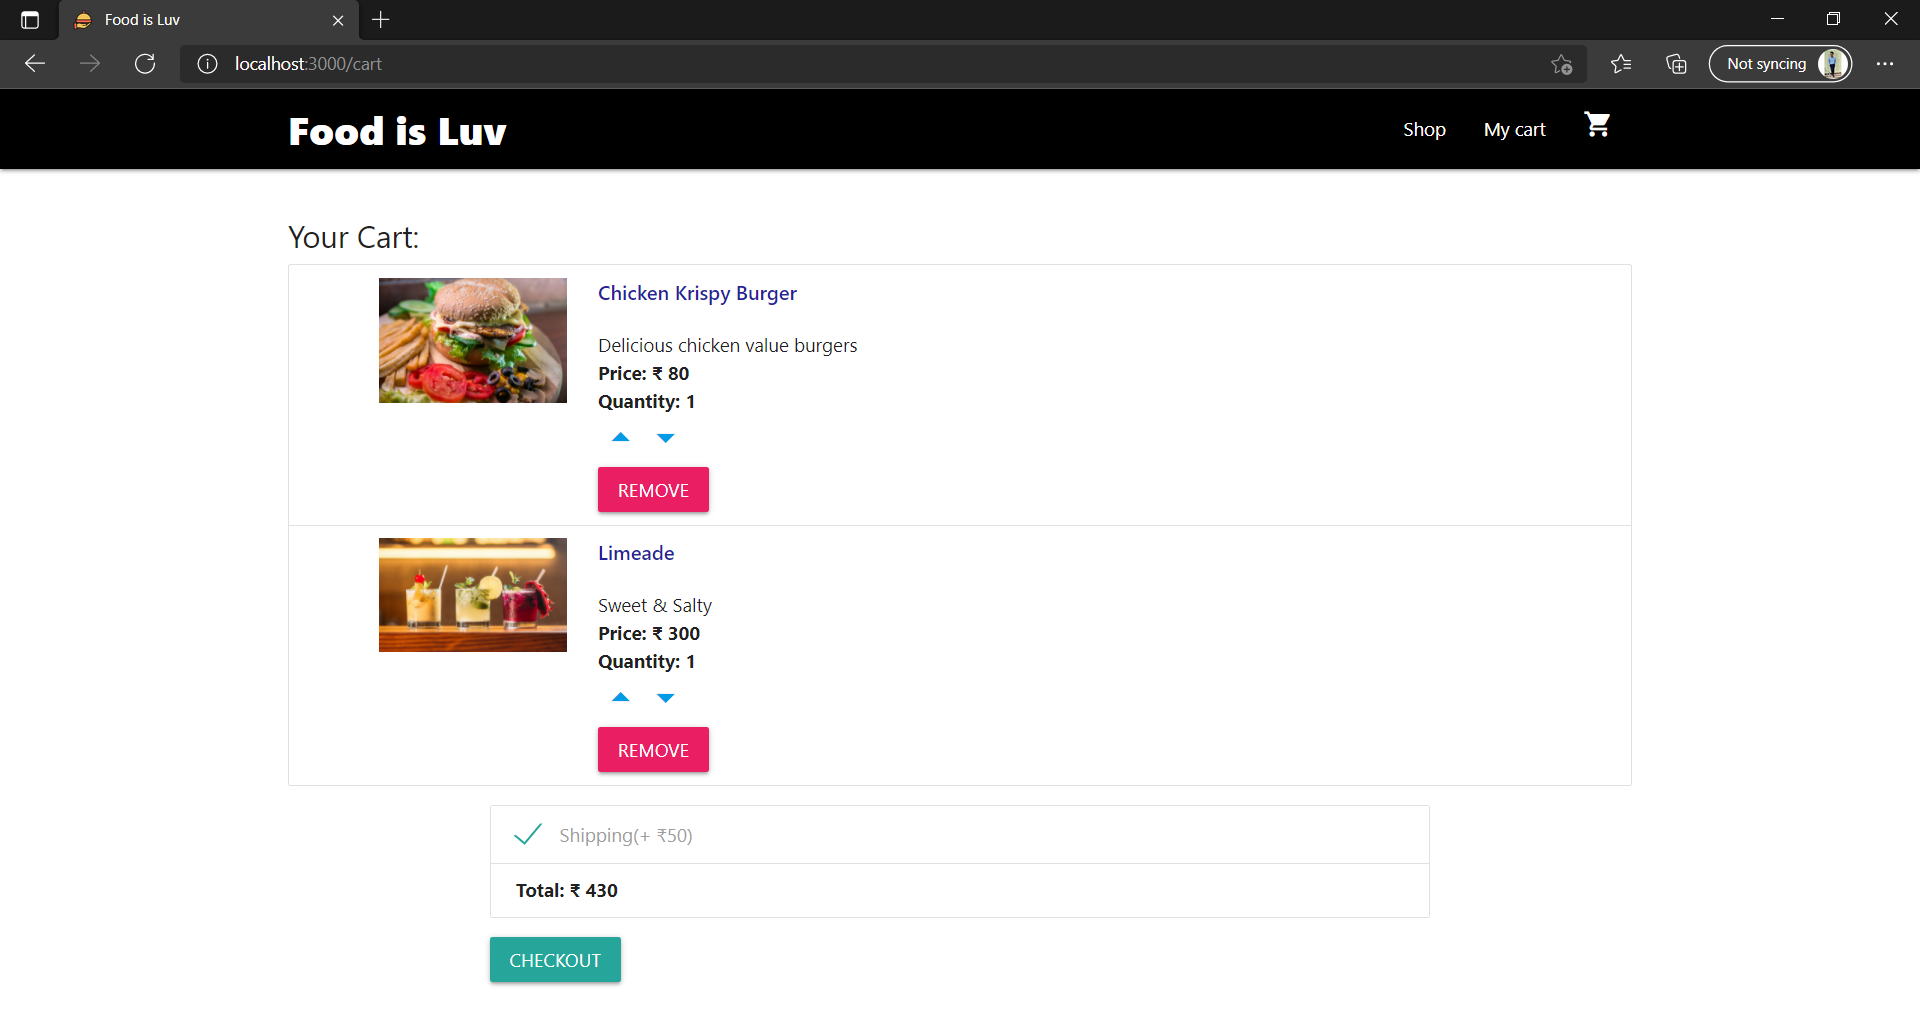 Food is Luv
localhost:3000/cart
Not syncing
Food is Luv
Shop
My cart
Your Cart:
Chicken Krispy Burger
Delicious chicken value burgers
Price: ₹ 80
Quantity: 1
REMOVE
Limeade
Sweet & Salty
Price: ₹ 300
Quantity: 1
REMOVE
Shipping(+ ₹50)
Total: ₹ 430
CHECKOUT